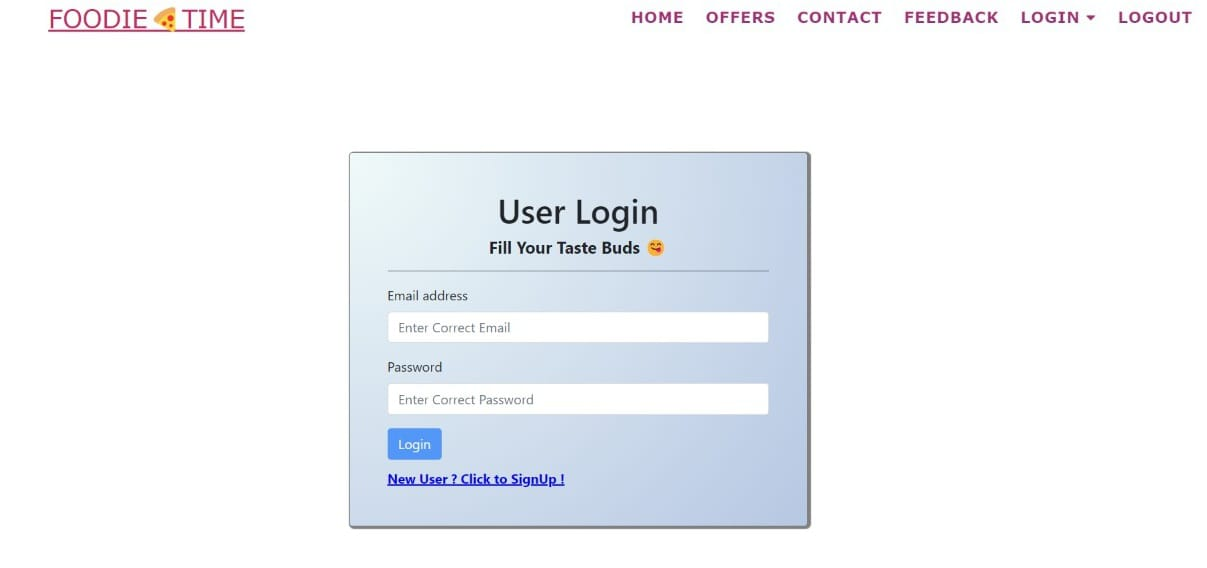 FOODIE🍕TIME
HOME OFFERS CONTACT FEEDBACK LOGIN LOGOUT
User Login
Fill Your Taste Buds 😋
Email address
Enter Correct Email
Password
Enter Correct Password
Login
New User ? Click to SignUp !